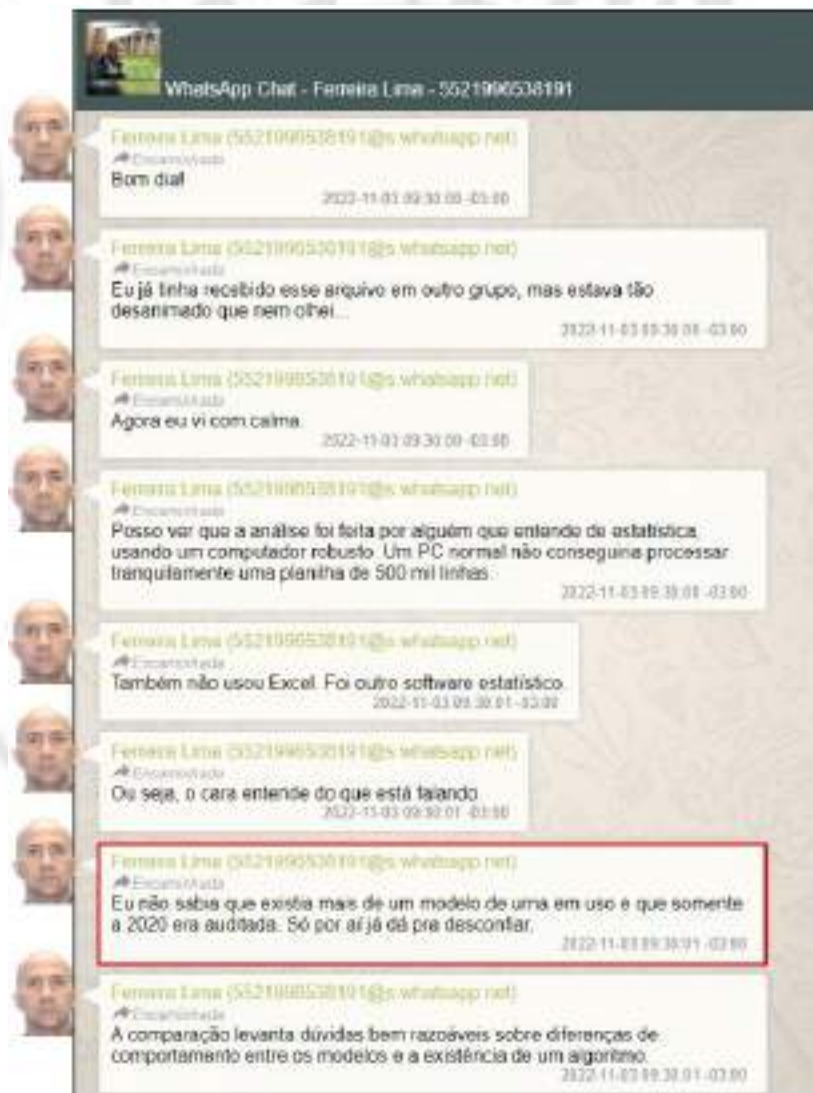 WhatsApp Chat - Ferreira Lima - 5521996538191
Ferreira Lima (5521996538191@s.whatsapp.net)
Encaminhada
Bom dia!
2022-11-03 09:30:00 -03:00
Ferreira Lima (5521996538191@s.whatsapp.net)
Encaminhada
Eu já tinha recebido esse arquivo em outro grupo, mas estava tão
desanimado que nem olhei...
2022-11-03 09:30:00 -03:00
Ferreira Lima (5521996538191@s.whatsapp.net)
Encaminhada
Agora eu vi com calma.
2022-11-03 09:30:00 -03:00
Ferreira Lima (5521996538191@s.whatsapp.net)
Encaminhada
Posso ver que a análise foi feita por alguém que entende de estatística,
usando um computador robusto. Um PC normal não conseguiria processar
tranquilamente uma planilha de 500 mil linhas.
2022-11-03 09:30:00 -03:00
Ferreira Lima (5521996538191@s.whatsapp.net)
Encaminhada
Também não usou Excel. Foi outro software estatístico.
2022-11-03 09:30:01 -03:00
Ferreira Lima (5521996538191@s.whatsapp.net)
Encaminhada
Ou seja, o cara entende do que está falando.
2022-11-03 09:30:01 -03:00
Ferreira Lima (5521996538191@s.whatsapp.net)
Encaminhada
Eu não sabia que existia mais de um modelo de urna em uso e que somente
a 2020 era auditada. Só por aí já dá pra desconfiar.
2022-11-03 09:30:01 -03:00
Ferreira Lima (5521996538191@s.whatsapp.net)
Encaminhada
A comparação levanta dúvidas bem razoáveis sobre diferenças de
comportamento entre os modelos e a existência de um algoritmo.
2022-11-03 09:30:01 -03:00